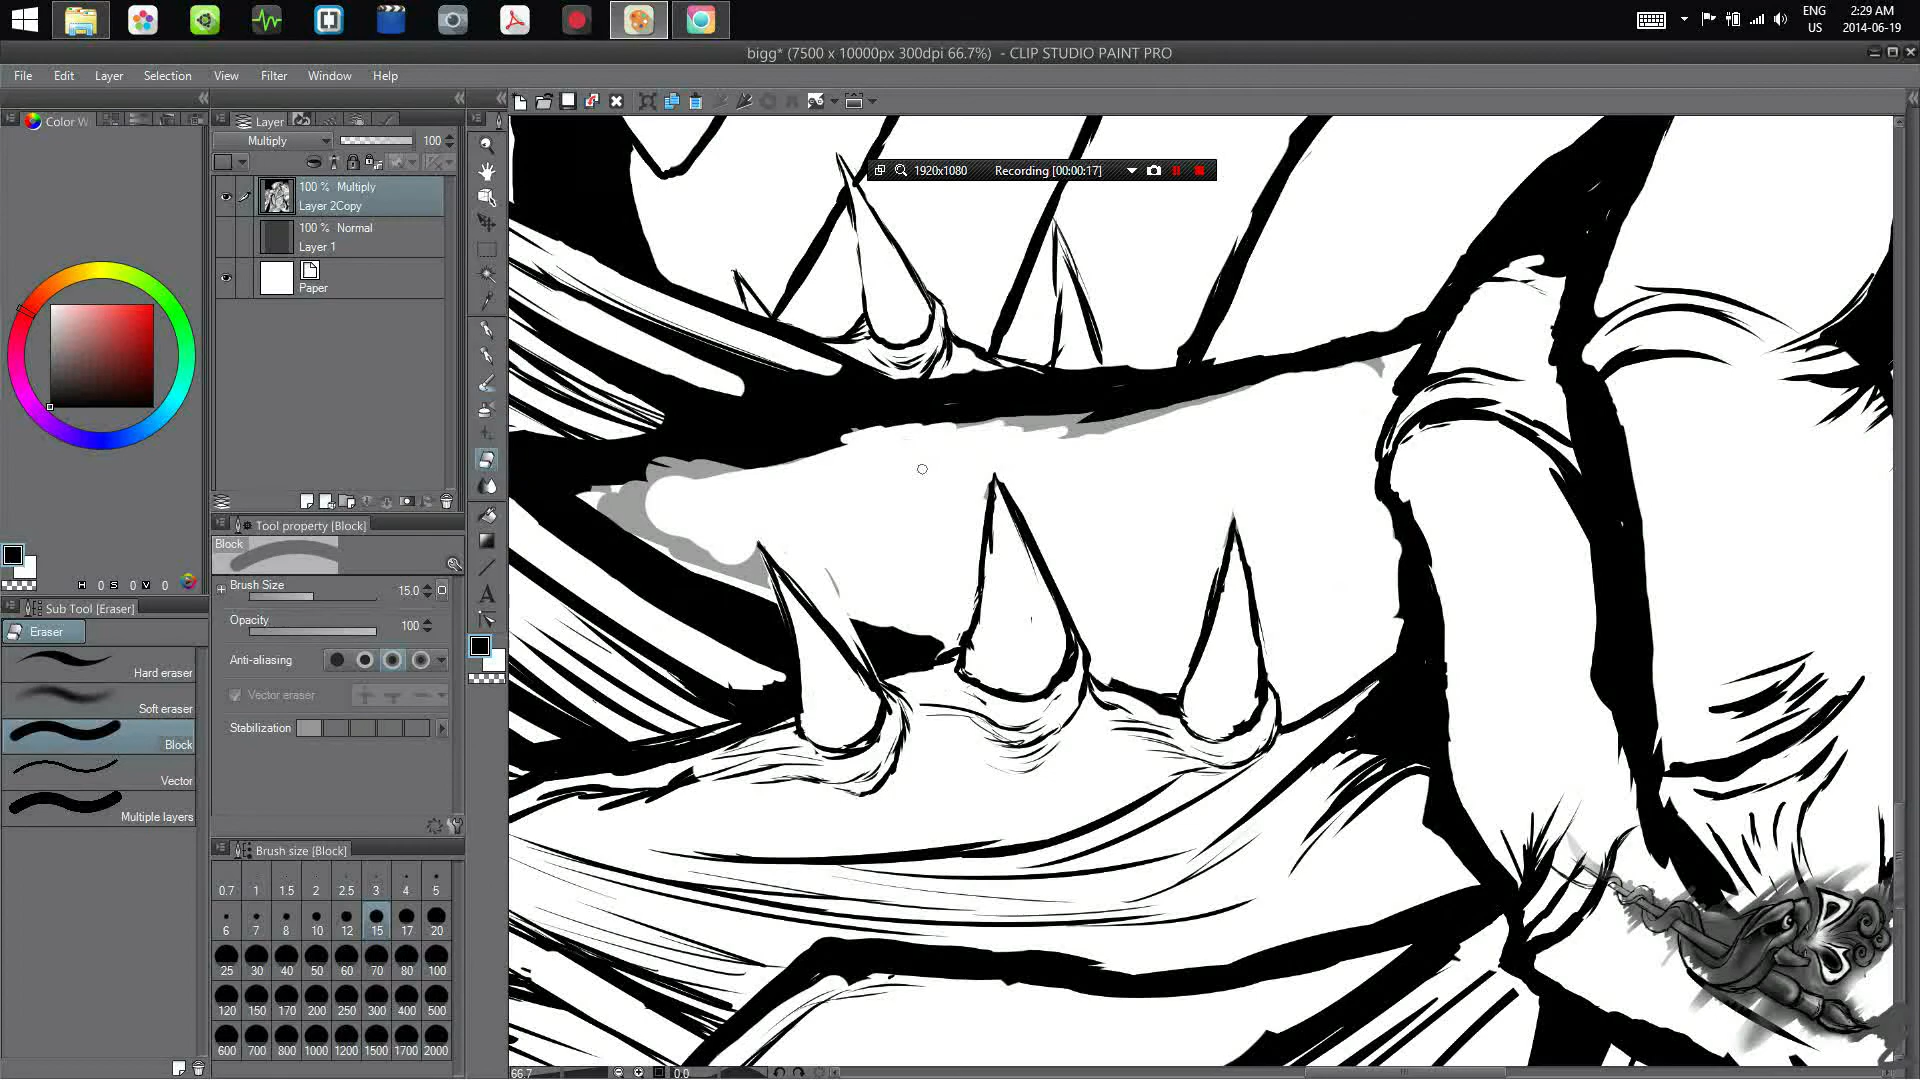 ENG
US
2:29 AM
2014-06-19
bigg* (7500 x 10000px 300dpi 66.7%) - CLIP STUDIO PAINT PRO
File Edit Layer Selection View Filter Window Help
Color W
Layer
Multiply 100
100 % Multiply
Layer 2Copy
100 % Normal
Layer 1
Paper
1920x1080 Recording [00:00:17]
Tool property [Block]
Block
Brush Size 15.0
Opacity 100
Anti-aliasing
Vector eraser
Stabilization
H 0 S 0 V 0
Sub Tool [Eraser]
Eraser
Hard eraser
Soft eraser
Block
Vector
Multiple layers
Brush size [Block]
0.7 1 1.5 2 2.5 3 4 5
6 7 8 10 12 15 17 20
25 30 40 50 60 70 80 100
120 150 170 200 250 300 400 500
600 700 800 1000 1200 1500 1700 2000
66.7 0.0